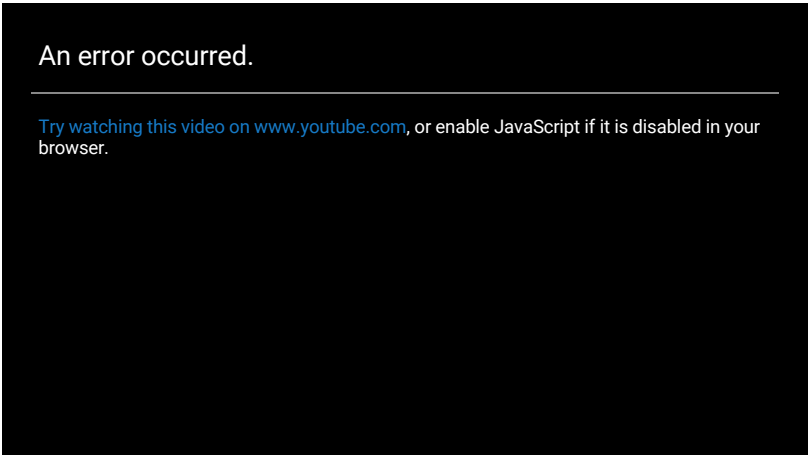 An error occurred.
Try watching this video on www.youtube.com, or enable JavaScript if it is disabled in your
browser.